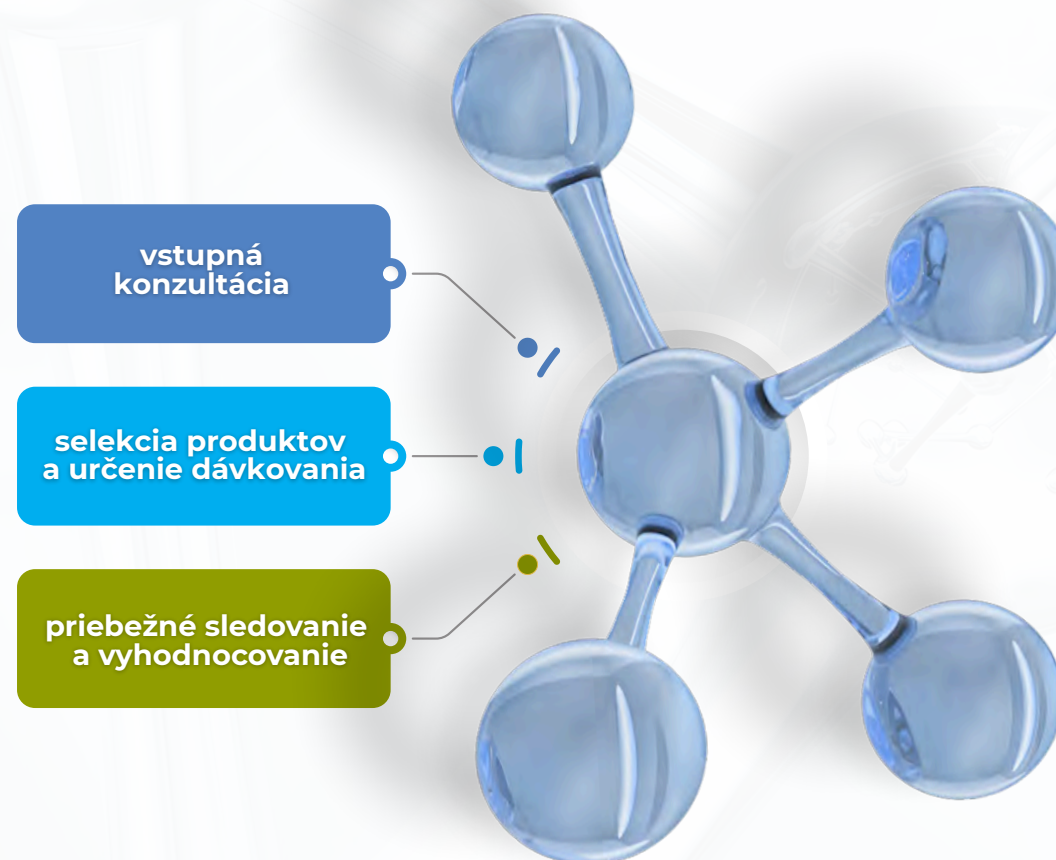 vstupná
konzultácia
selekcia produktov
a určenie dávkovania
priebežné sledovanie
a vyhodnocovanie